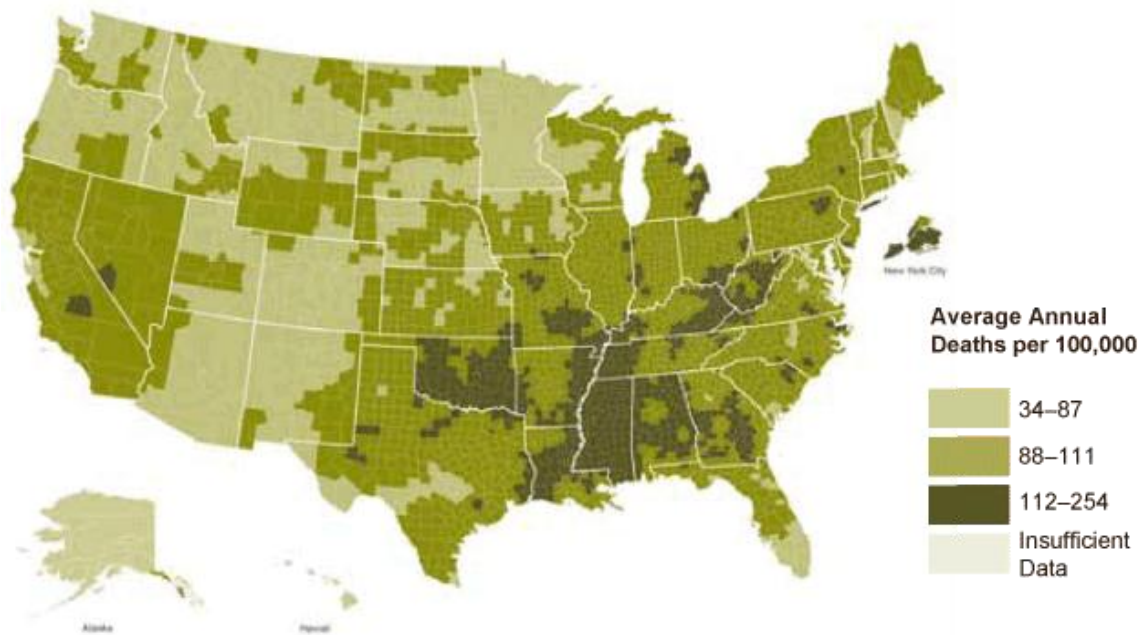 New York City
Average Annual
Deaths per 100,000
34–87
88–111
112–254
Insufficient
Data
Alaska
Hawaii